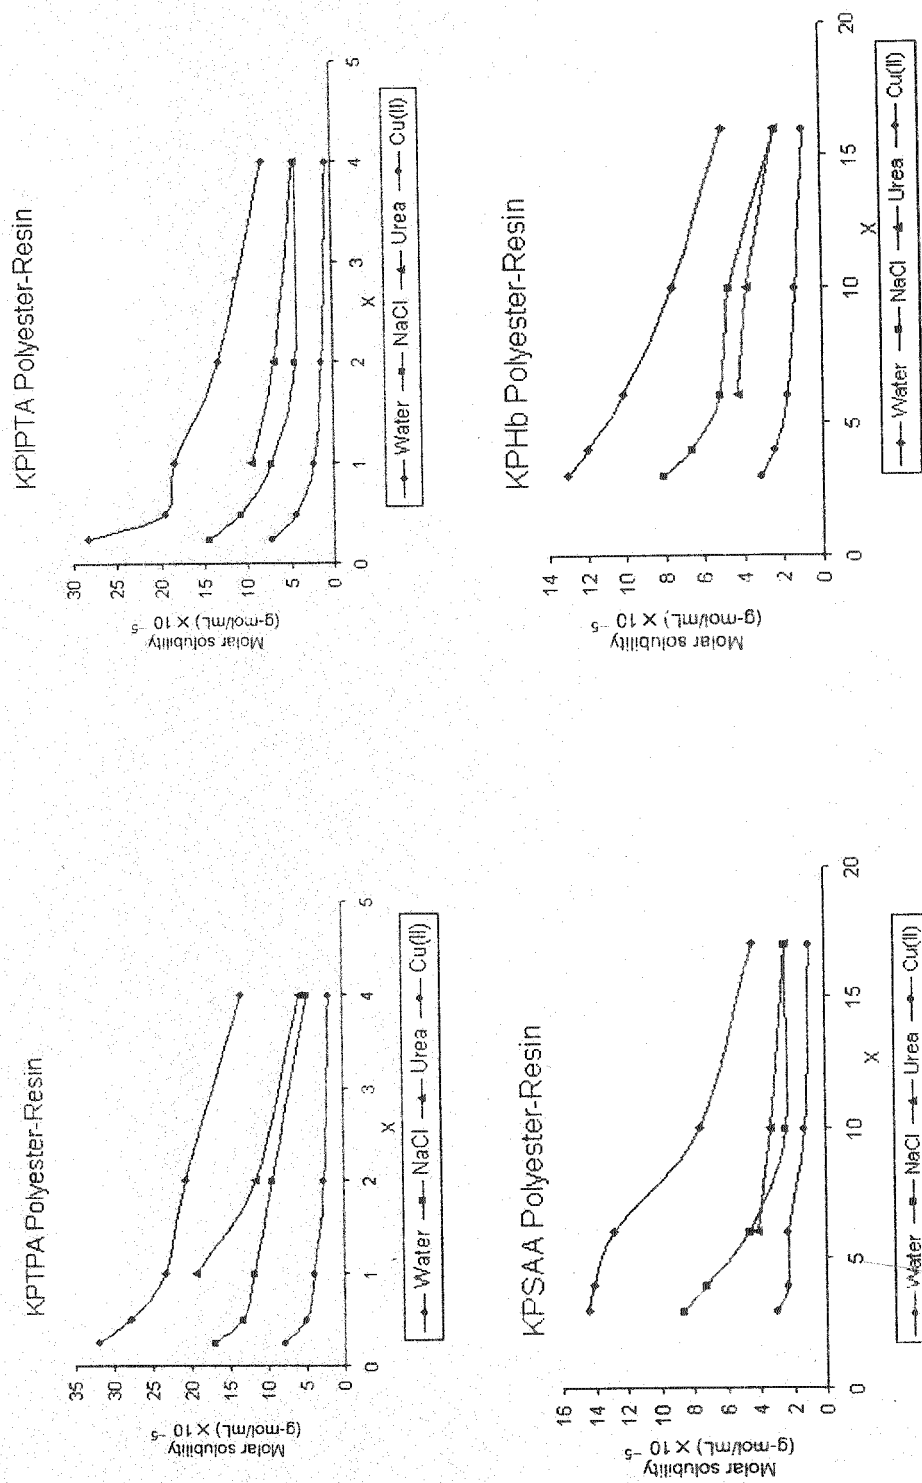 KPTPA Polyester-Resin
Molar solubility
(g-mol/mL) × 10 ⁻⁵
35
30
25
20
15
10
5
0
0 1 2 3 4 5
X
Water NaCl Urea Cu(II)
KPIPTA Polyester-Resin
Molar solubility
(g-mol/mL) × 10 ⁻⁵
30
25
20
15
10
5
0
0 1 2 3 4 5
X
Water NaCl Urea Cu(II)
KPSAA Polyester-Resin
Molar solubility
(g-mol/mL) × 10 ⁻⁵
16
14
12
10
8
6
4
2
0
0 5 10 15 20
X
Water NaCl Urea Cu(II)
KPHb Polyester-Resin
Molar solubility
(g-mol/mL) × 10 ⁻⁵
14
12
10
8
6
4
2
0
0 5 10 15 20
X
Water NaCl Urea Cu(II)